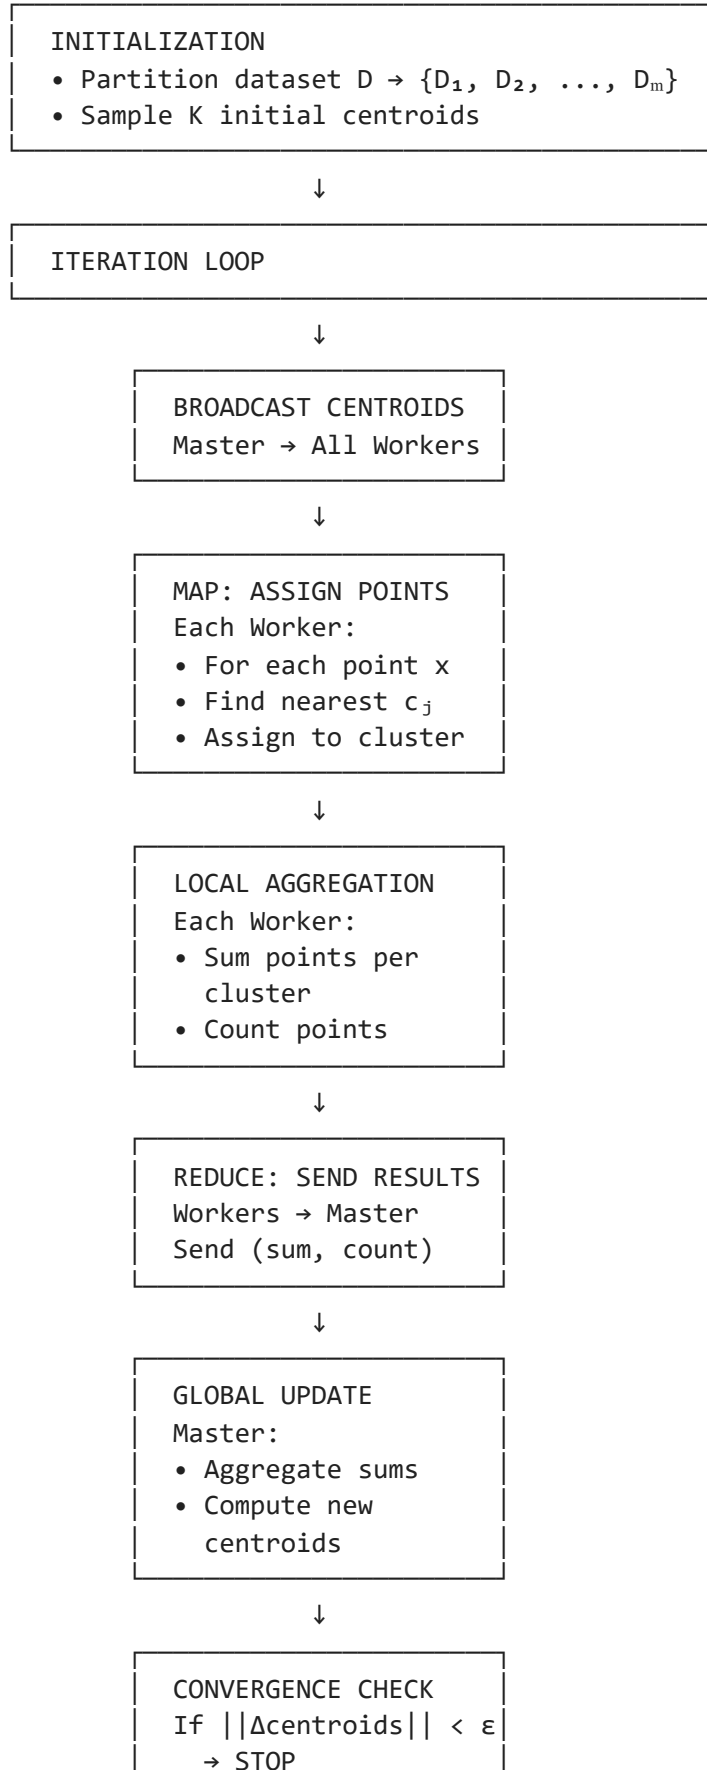 INITIALIZATION
• Partition dataset D → {D₁, D₂, ..., Dₘ}
• Sample K initial centroids
↓
ITERATION LOOP
↓
BROADCAST CENTROIDS
Master → All Workers
↓
MAP: ASSIGN POINTS
Each Worker:
• For each point x
• Find nearest cⱼ
• Assign to cluster
↓
LOCAL AGGREGATION
Each Worker:
• Sum points per
cluster
• Count points
↓
REDUCE: SEND RESULTS
Workers → Master
Send (sum, count)
↓
GLOBAL UPDATE
Master:
• Aggregate sums
• Compute new
centroids
↓
CONVERGENCE CHECK
If ||Δcentroids|| < ε
→ STOP